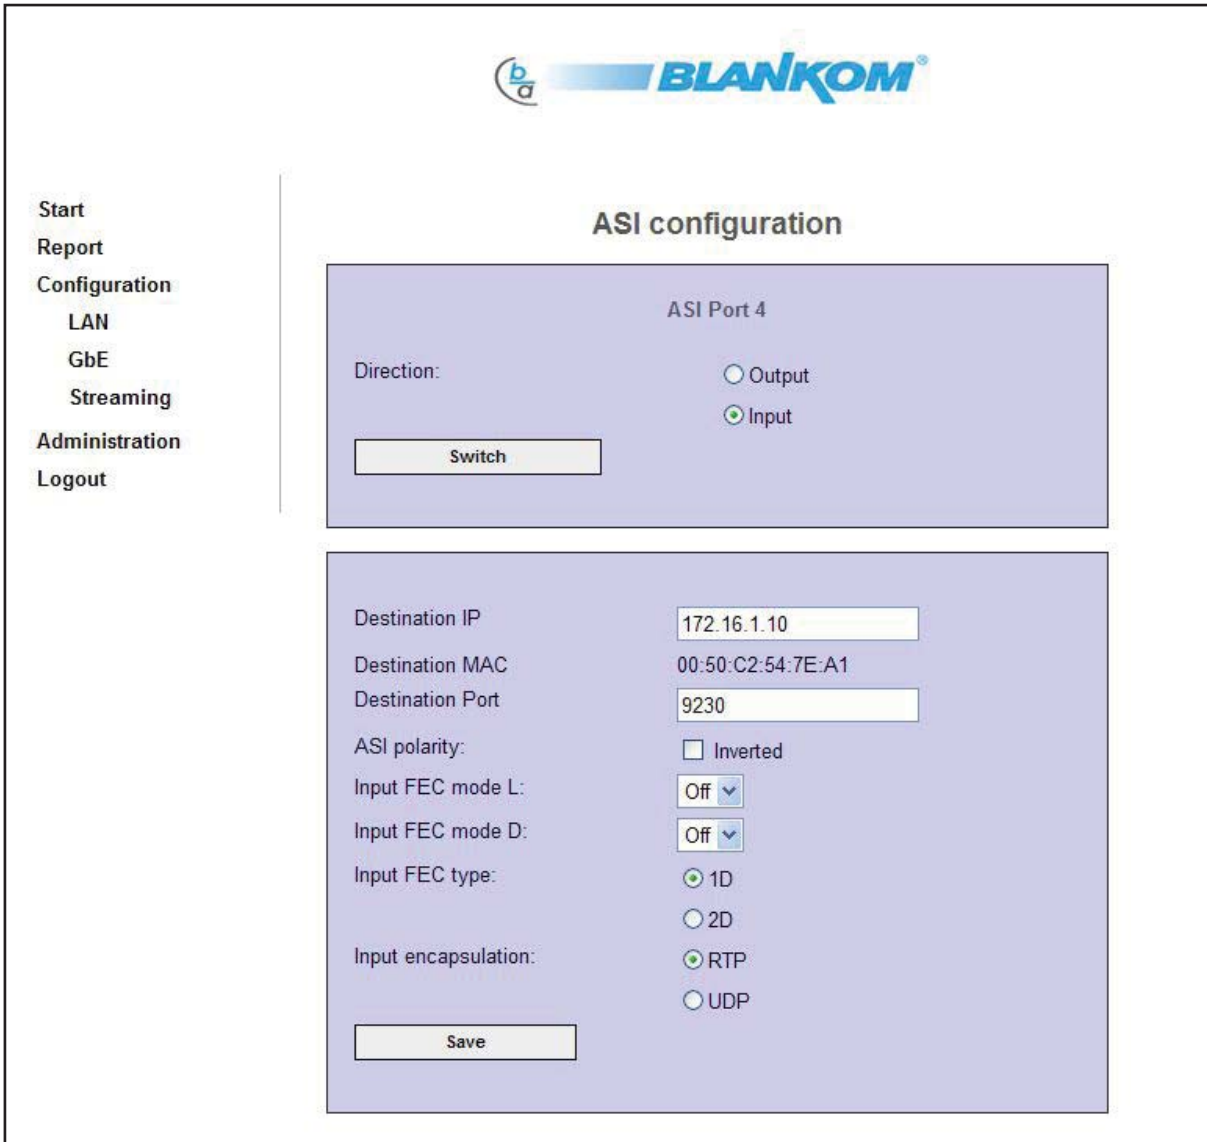 b
a
BLANKOM®
Start
Report
Configuration
LAN
GbE
Streaming
Administration
Logout
ASI configuration
ASI Port 4
Direction:
Output
Input
Switch
Destination IP
172.16.1.10
Destination MAC
00:50:C2:54:7E:A1
Destination Port
9230
ASI polarity:
Inverted
Input FEC mode L:
Off
Input FEC mode D:
Off
Input FEC type:
1D
2D
Input encapsulation:
RTP
UDP
Save